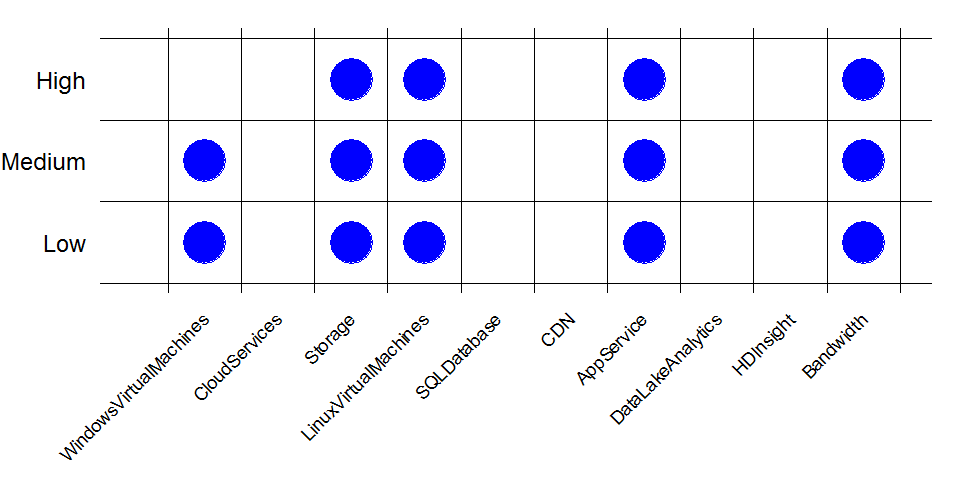 High
Medium
Low
WindowsVirtualMachines
CloudServices
Storage
LinuxVirtualMachines
SQLDatabase
CDN
AppService
DataLakeAnalytics
HDInsight
Bandwidth